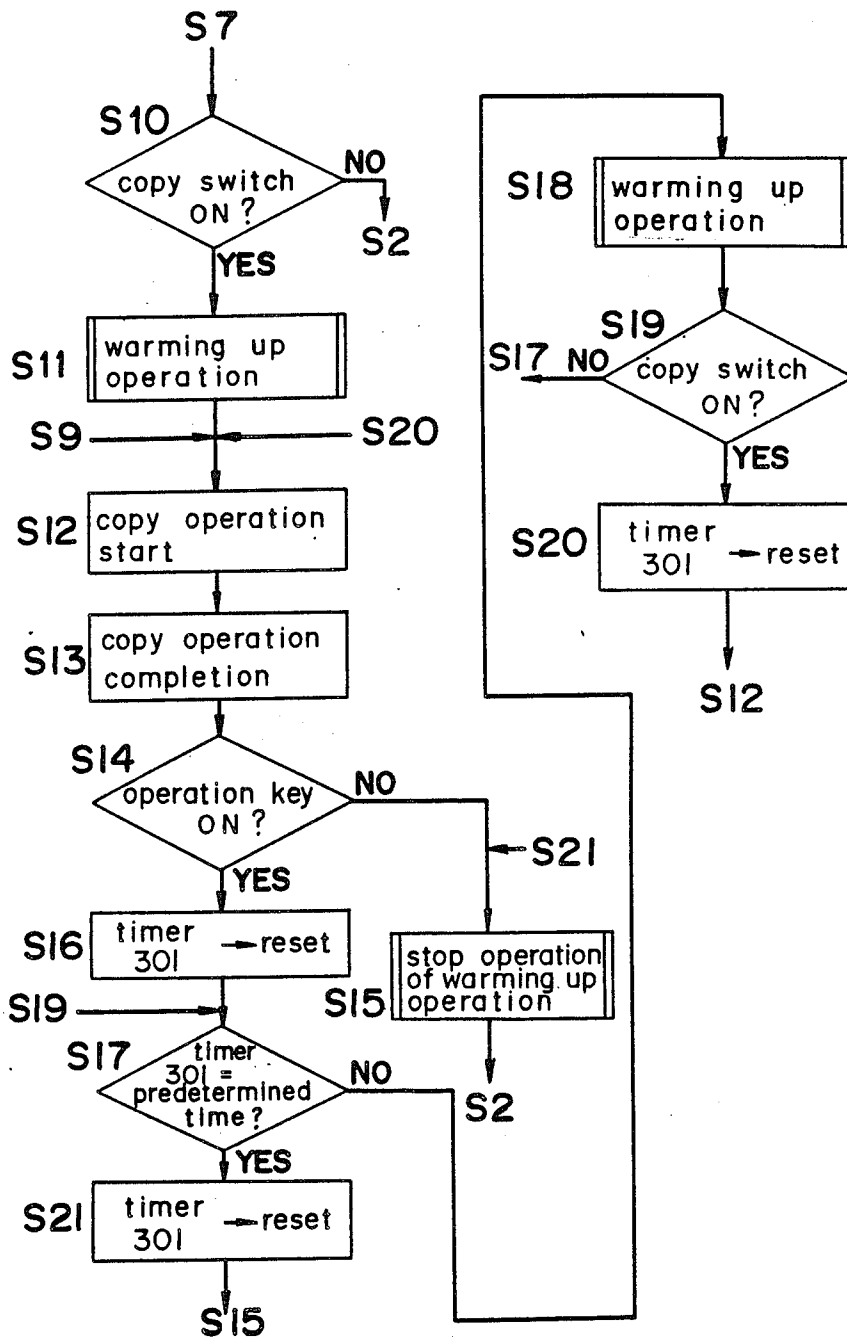 S7
S10
copy switch
ON?
NO
S2
YES
S11
warming up
operation
S9
S20
S12
copy operation
start
S13
copy operation
completion
S14
operation key
ON?
NO
S21
YES
S16
timer
301 → reset
S15
stop operation
of warming up
operation
S2
S19
S17
timer
301 =
predetermined
time?
NO
YES
S21
timer
301 → reset
S15
S18
warming up
operation
S19
copy switch
ON?
NO
S17
YES
S20
timer
301 → reset
S12